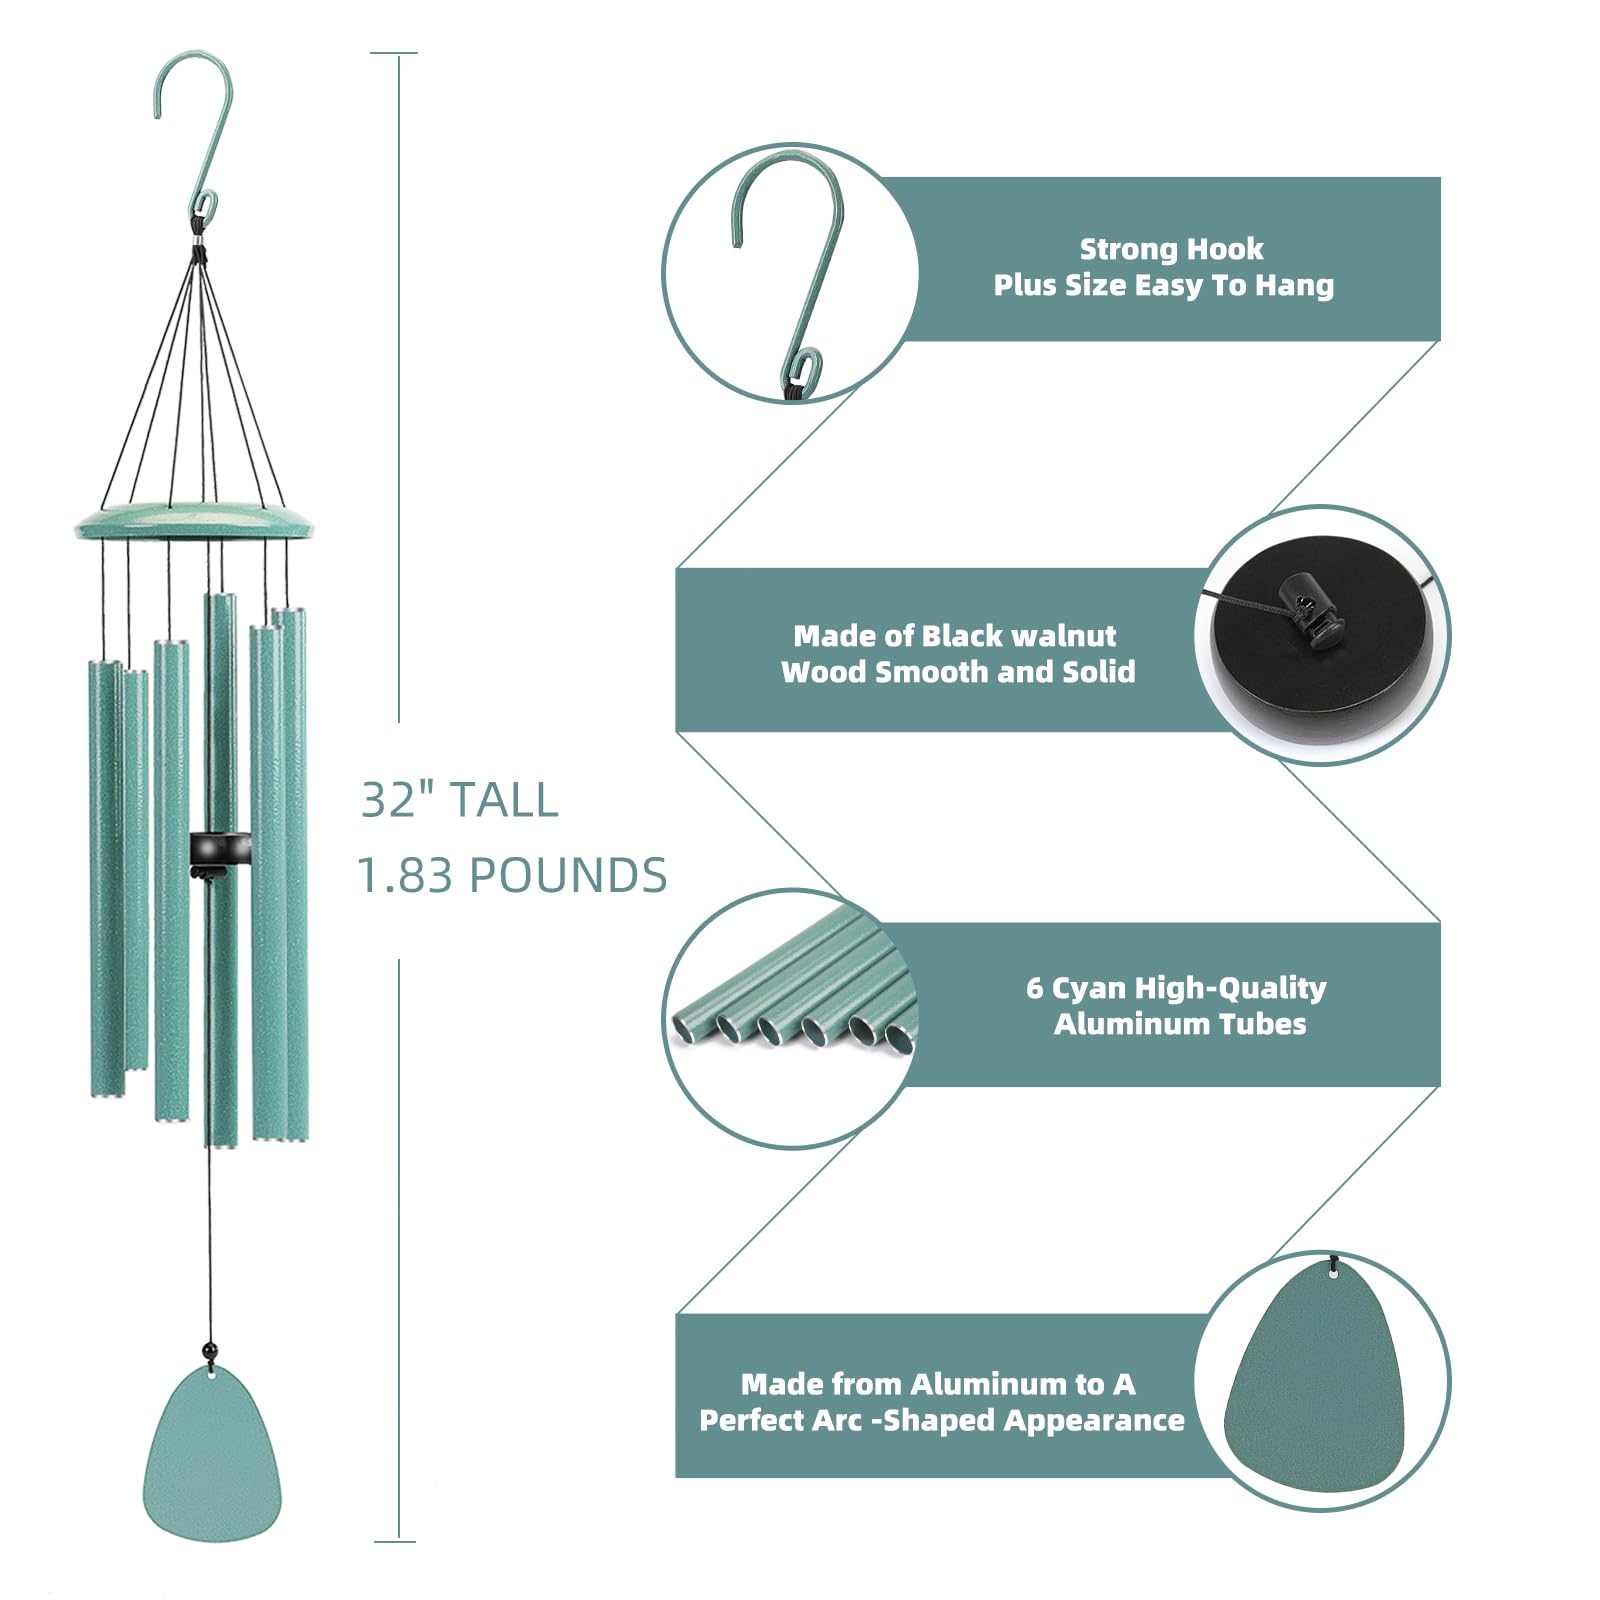 Strong Hook
Plus Size Easy To Hang
Made of Black walnut
Wood Smooth and Solid
32" TALL
1.83 POUNDS
6 Cyan High-Quality
Aluminum Tubes
Made from Aluminum to A
Perfect Arc -Shaped Appearance